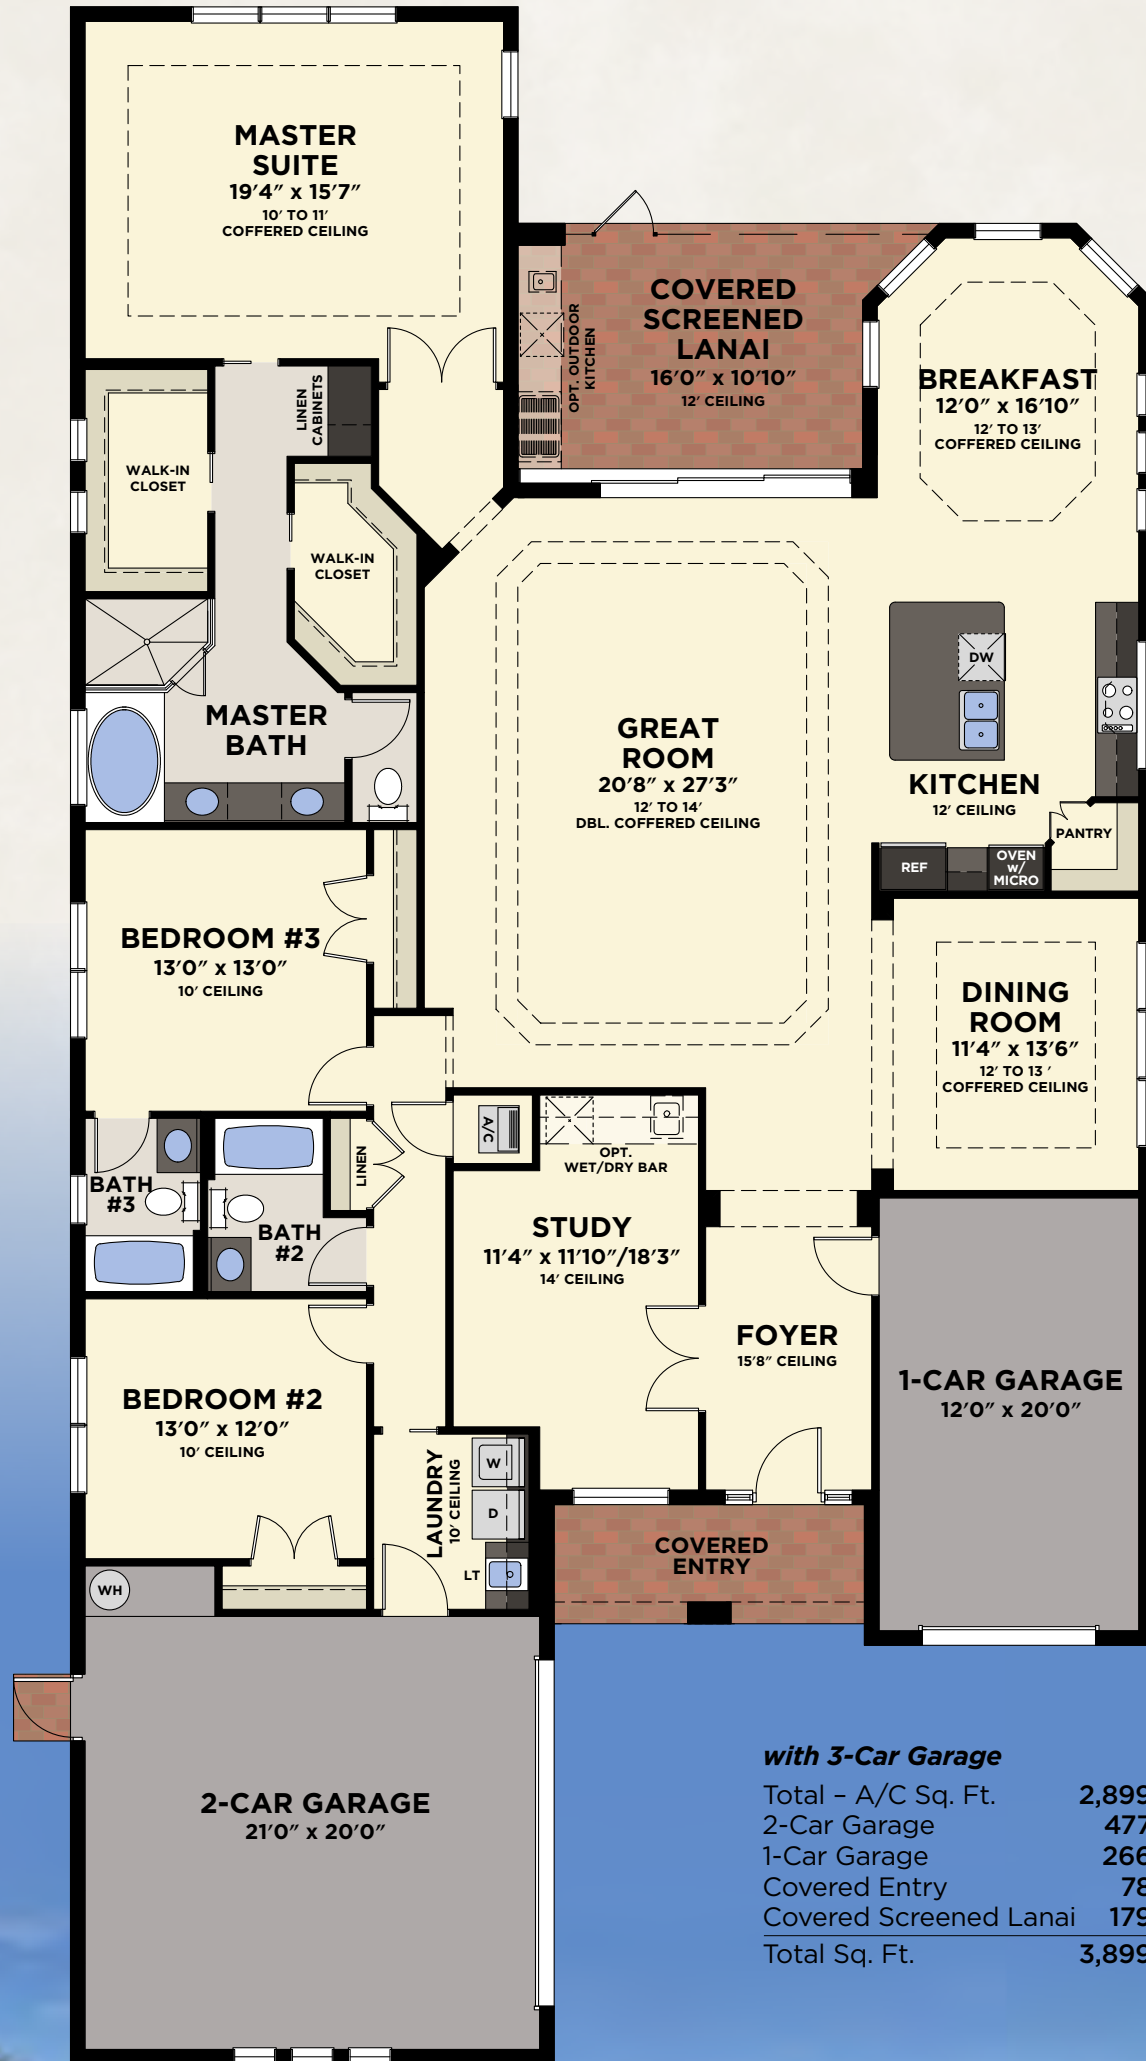 MASTER
SUITE
19'4" x 15'7"
10' TO 11'
COFFERED CEILING
COVERED
SCREENED
LANAI
16'0" x 10'10"
12' CEILING
OPT. OUTDOOR
KITCHEN
BREAKFAST
12'0" x 16'10"
12' TO 13'
COFFERED CEILING
LINEN
CABINETS
WALK-IN
CLOSET
WALK-IN
CLOSET
MASTER
BATH
GREAT
ROOM
20'8" x 27'3"
12' TO 14'
DBL. COFFERED CEILING
DW
KITCHEN
12' CEILING
PANTRY
REF
OVEN
w/
MICRO
BEDROOM #3
13'0" x 13'0"
10' CEILING
DINING
ROOM
11'4" x 13'6"
12' TO 13 '
COFFERED CEILING
A/C
OPT.
WET/DRY BAR
LINEN
BATH
#3
BATH
#2
STUDY
11'4" x 11'10"/18'3"
14' CEILING
FOYER
15'8" CEILING
1-CAR GARAGE
12'0" x 20'0"
BEDROOM #2
13'0" x 12'0"
10' CEILING
LAUNDRY
10' CEILING
W
D
LT
COVERED
ENTRY
WH
2-CAR GARAGE
21'0" x 20'0"
with 3-Car Garage
Total – A/C Sq. Ft. 2,899
2-Car Garage 477
1-Car Garage 266
Covered Entry 78
Covered Screened Lanai 179
Total Sq. Ft. 3,899